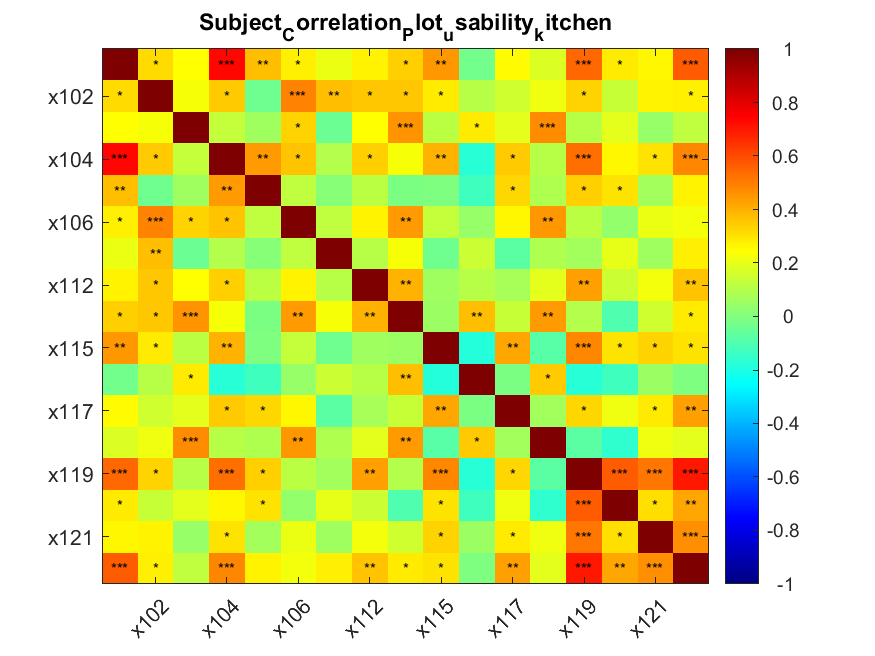 SubjectCorrelationPlotusabilitykitchen
* *** ** * * ** *** * ***
x102 * * *** ** * * * * *
* *** * ***
x104 *** * ** * * ** * *** * ***
** ** * * *
x106 * *** * * ** **
**
x112 * * ** ** **
* * *** ** ** ** ** *
x115 ** * ** ** *** * * *
* ** *
x117 * * ** * * **
*** ** ** *
x119 *** * *** * ** *** * *** *** ***
* * * *** * **
x121 * * * *** * ***
*** * *** ** * * ** *** ** ***
x102 x104 x106 x112 x115 x117 x119 x121
1
0.8
0.6
0.4
0.2
0
-0.2
-0.4
-0.6
-0.8
-1